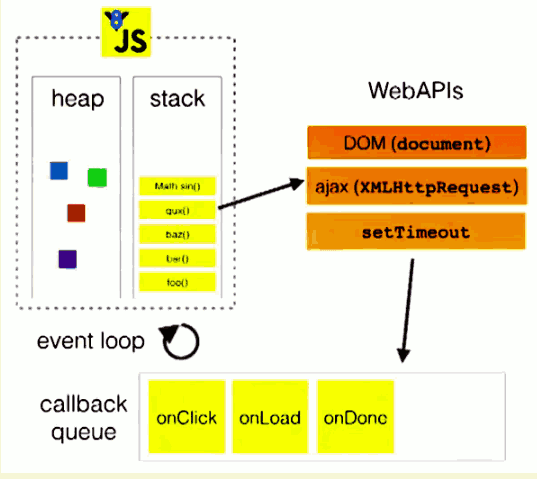 JS
heap
stack
Math sin()
qux()
baz()
bar()
foo()
WebAPIs
DOM (document)
ajax (XMLHttpRequest)
setTimeout
event loop
callback
queue
onClick
onLoad
onDone